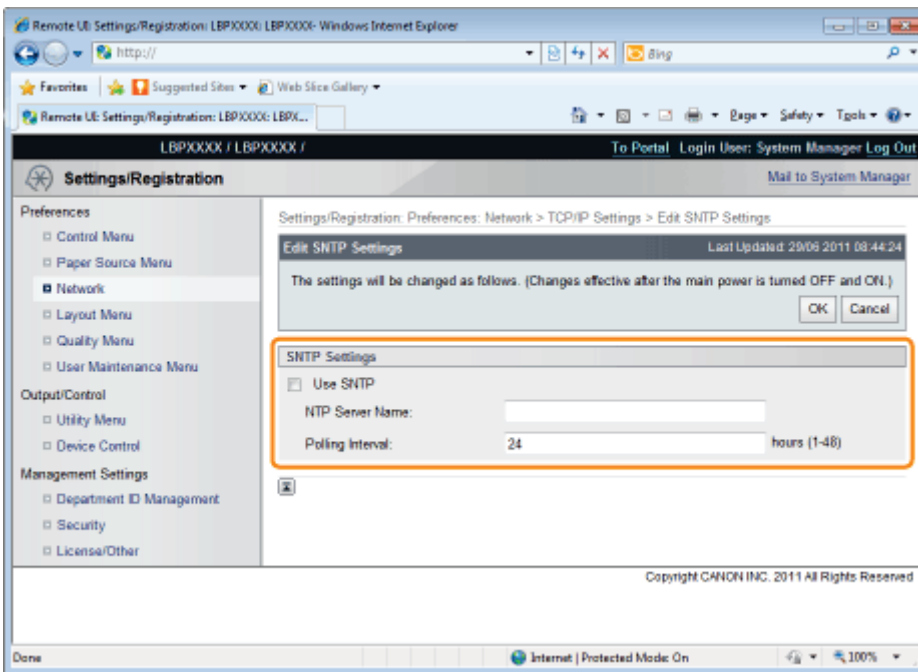 Remote UI: Settings/Registration: LBPXXXX: LBPXXXX- Windows Internet Explorer
http://
Bing
Favorites Suggested Sites Web Slice Gallery
Remote UI: Settings/Registration: LBPXXXX: LBPX...
Page Safety Tools
LBPXXXX / LBPXXXX /
To Portal Login User: System Manager Log Out
Settings/Registration
Mail to System Manager
Preferences
Control Menu
Paper Source Menu
Network
Layout Menu
Quality Menu
User Maintenance Menu
Output/Control
Utility Menu
Device Control
Management Settings
Department ID Management
Security
License/Other
Settings/Registration: Preferences: Network > TCP/IP Settings > Edit SNTP Settings
Edit SNTP Settings
Last Updated: 29/06 2011 08:44:24
The settings will be changed as follows. (Changes effective after the main power is turned OFF and ON.)
OK Cancel
SNTP Settings
Use SNTP
NTP Server Name:
Polling Interval: 24 hours (1-48)
Copyright CANON INC. 2011 All Rights Reserved
Done
Internet | Protected Mode: On
100%